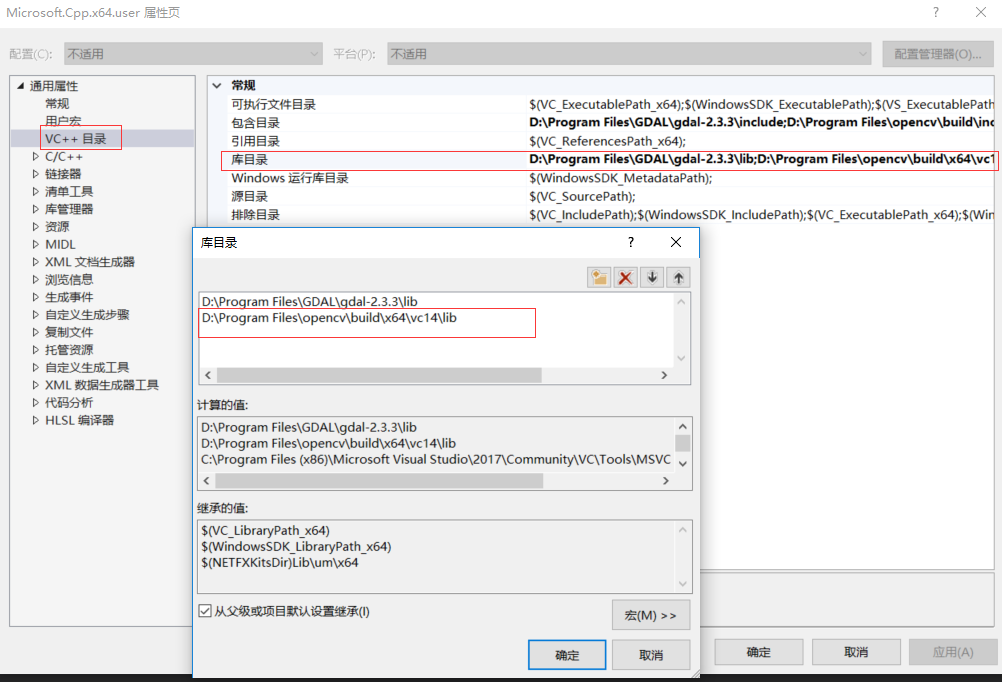 Microsoft.Cpp.x64.user 属性页
?
配置(C):
不适用
平台(P):
不适用
配置管理器(O)...
通用属性
常规
用户宏
VC++ 目录
C/C++
链接器
清单工具
库管理器
资源
MIDL
XML 文档生成器
浏览信息
生成事件
自定义生成步骤
复制文件
托管资源
自定义生成工具
XML 数据生成器工具
代码分析
HLSL 编译器
常规
可执行文件目录 $(VC_ExecutablePath_x64);$(WindowsSDK_ExecutablePath);$(VS_ExecutablePath
包含目录 D:\Program Files\GDAL\gdal-2.3.3\include;D:\Program Files\opencv\build\inc
引用目录 $(VC_ReferencesPath_x64);
库目录 D:\Program Files\GDAL\gdal-2.3.3\lib;D:\Program Files\opencv\build\x64\vc1
Windows 运行库目录 $(WindowsSDK_MetadataPath);
源目录 $(VC_SourcePath);
排除目录 $(VC_IncludePath);$(WindowsSDK_IncludePath);$(VC_ExecutablePath_x64);$(Win
库目录
?
D:\Program Files\GDAL\gdal-2.3.3\lib
D:\Program Files\opencv\build\x64\vc14\lib
计算的值:
D:\Program Files\GDAL\gdal-2.3.3\lib
D:\Program Files\opencv\build\x64\vc14\lib
C:\Program Files (x86)\Microsoft Visual Studio\2017\Community\VC\Tools\MSVC
继承的值:
$(VC_LibraryPath_x64)
$(WindowsSDK_LibraryPath_x64)
$(NETFXKitsDir)Lib\um\x64
从父级或项目默认设置继承(I)
宏(M) >>
确定
取消
确定
取消
应用(A)